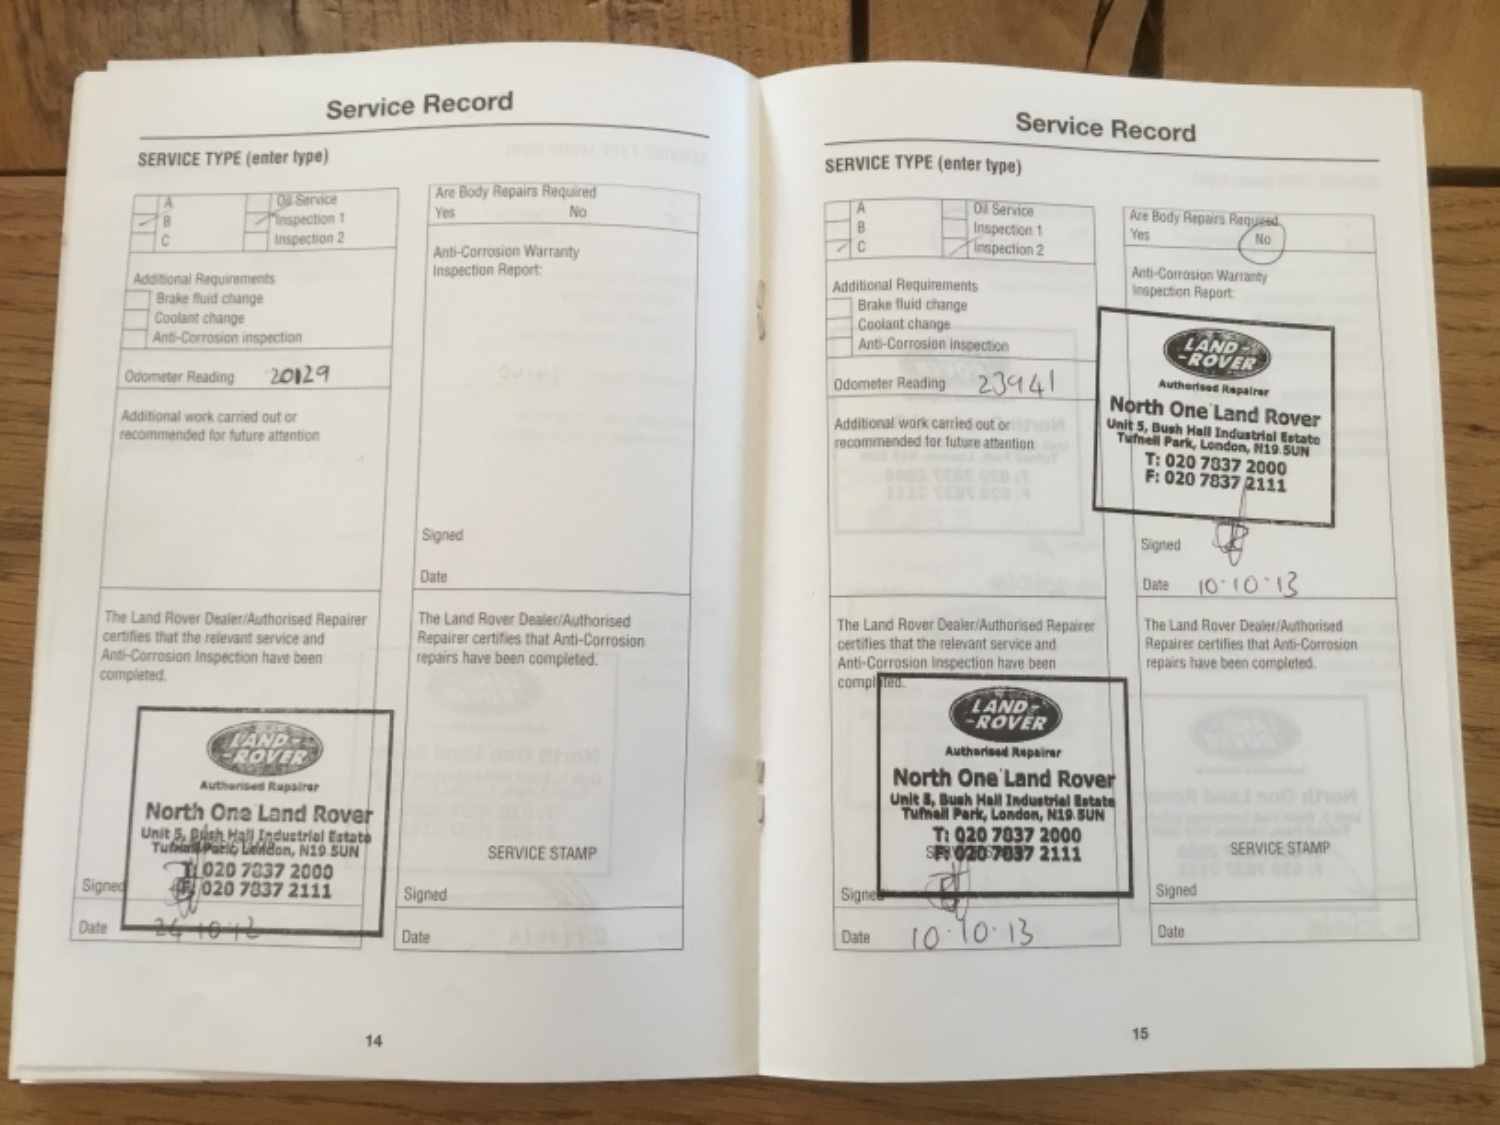 Service Record
SERVICE TYPE (enter type)
A
B
C
Oil Service
Inspection 1
Inspection 2
Additional Requirements
Brake fluid change
Coolant change
Anti-Corrosion inspection
Odometer Reading 20129
Additional work carried out or
recommended for future attention
The Land Rover Dealer/Authorised Repairer
certifies that the relevant service and
Anti-Corrosion Inspection have been
completed.
LAND-
-ROVER
Authorised Repairer
North One Land Rover
Unit 5, Bush Hall Industrial Estate
Tufnell Park, London, N19 5UN
T: 020 7837 2000
F: 020 7837 2111
Signed
Date 24 10 12
Are Body Repairs Required
Yes No
Anti-Corrosion Warranty
Inspection Report:
Signed
Date
The Land Rover Dealer/Authorised
Repairer certifies that Anti-Corrosion
repairs have been completed.
SERVICE STAMP
Signed
Date
14
Service Record
SERVICE TYPE (enter type)
A
B
C
Oil Service
Inspection 1
Inspection 2
Additional Requirements
Brake fluid change
Coolant change
Anti-Corrosion inspection
Odometer Reading 23941
Additional work carried out or
recommended for future attention
The Land Rover Dealer/Authorised Repairer
certifies that the relevant service and
Anti-Corrosion Inspection have been
completed.
LAND-
-ROVER
Authorised Repairer
North One Land Rover
Unit 5, Bush Hall Industrial Estate
Tufnell Park, London, N19 5UN
T: 020 7837 2000
F: 020 7837 2111
Signed
Date 10·10·13
Are Body Repairs Required
Yes No
Anti-Corrosion Warranty
Inspection Report:
LAND-
-ROVER
Authorised Repairer
North One Land Rover
Unit 5, Bush Hall Industrial Estate
Tufnell Park, London, N19 5UN
T: 020 7837 2000
F: 020 7837 2111
Signed
Date 10·10·13
The Land Rover Dealer/Authorised
Repairer certifies that Anti-Corrosion
repairs have been completed.
SERVICE STAMP
Signed
Date
15